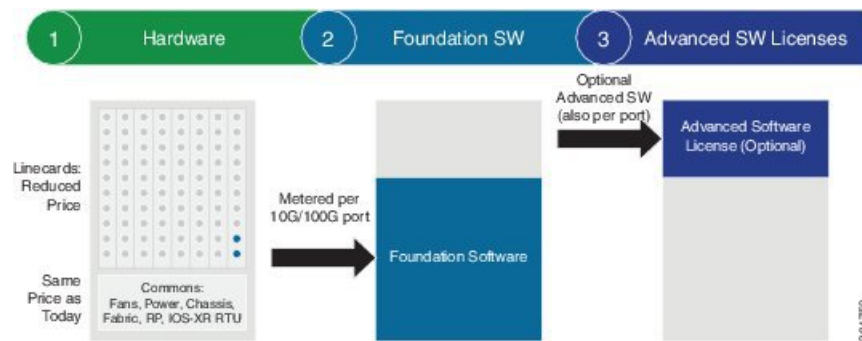 1 Hardware 2 Foundation SW 3 Advanced SW Licenses
Linecards:
Reduced
Price
Same
Price as
Today
Commons:
Fans, Power, Chassis,
Fabric, RP, IOS-XR RTU
Metered per
10G/100G port
Foundation Software
Optional
Advanced SW
(also per port)
Advanced Software
License (Optional)